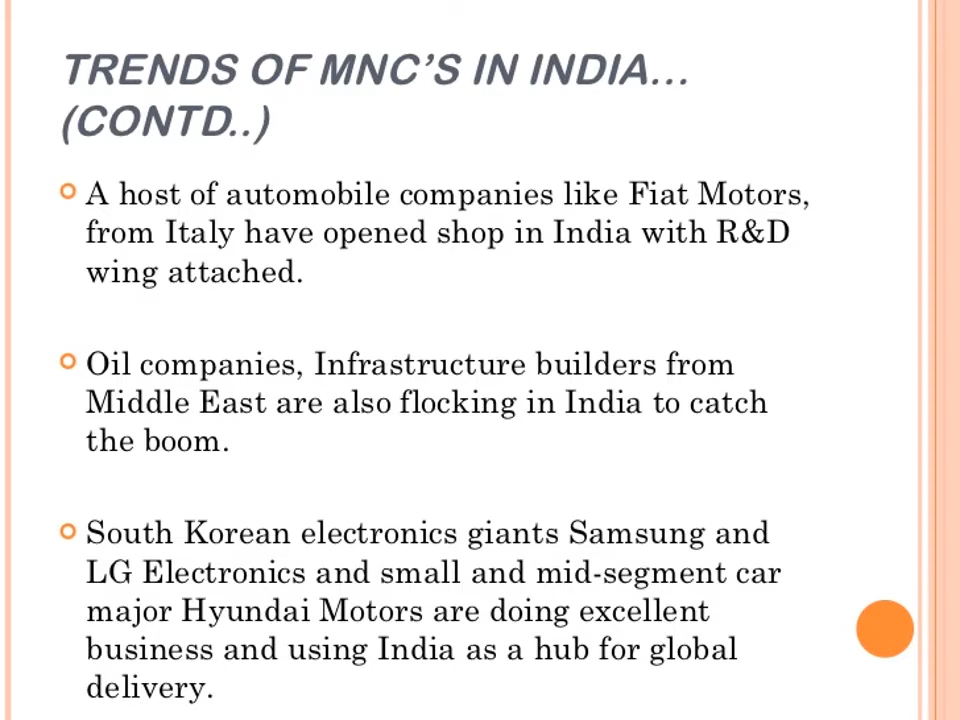 TRENDS OF MNC’S IN INDIA…
(CONTD..)
A host of automobile companies like Fiat Motors,
from Italy have opened shop in India with R&D
wing attached.
Oil companies, Infrastructure builders from
Middle East are also flocking in India to catch
the boom.
South Korean electronics giants Samsung and
LG Electronics and small and mid-segment car
major Hyundai Motors are doing excellent
business and using India as a hub for global
delivery.